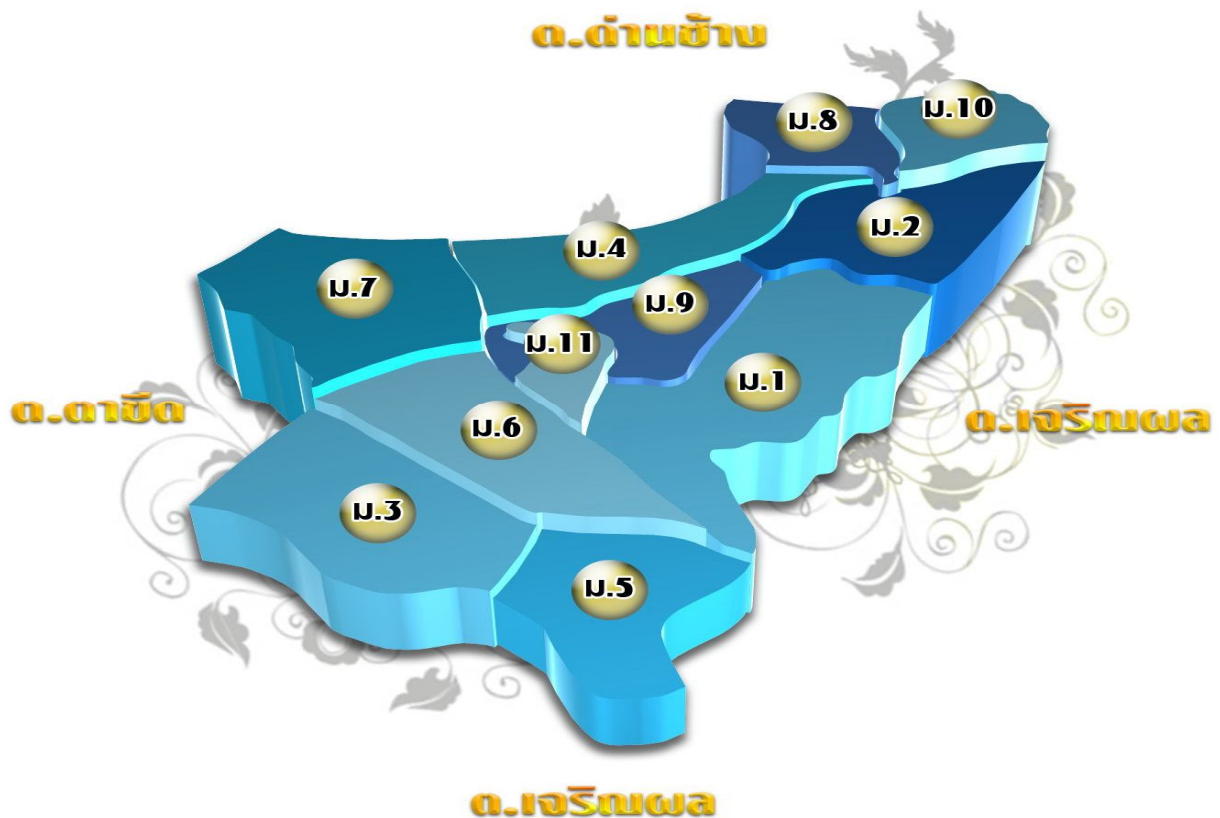 ต.ด่านช้าง
ม.10
ม.8
ม.2
ม.4
ม.7
ม.9
ม.11
ม.1
ต.ตาขีด
ต.เจริญผล
ม.6
ม.3
ม.5
ต.เจริญผล